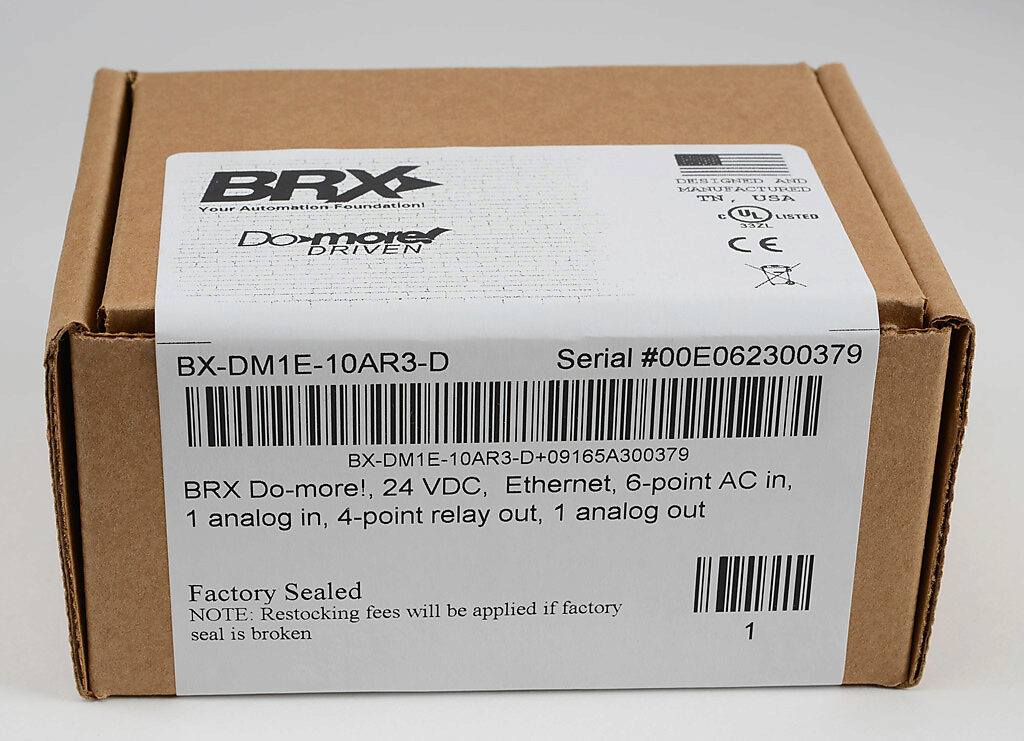 BRX
Your Automation Foundation!
Do-more!
DRIVEN
DESIGNED AND
MANUFACTURED
TN, USA
C UL LISTED
33ZL
CE
BX-DM1E-10AR3-D
Serial #00E062300379
BX-DM1E-10AR3-D+09165A300379
BRX Do-more!, 24 VDC, Ethernet, 6-point AC in,
1 analog in, 4-point relay out, 1 analog out
Factory Sealed
NOTE: Restocking fees will be applied if factory
seal is broken
1